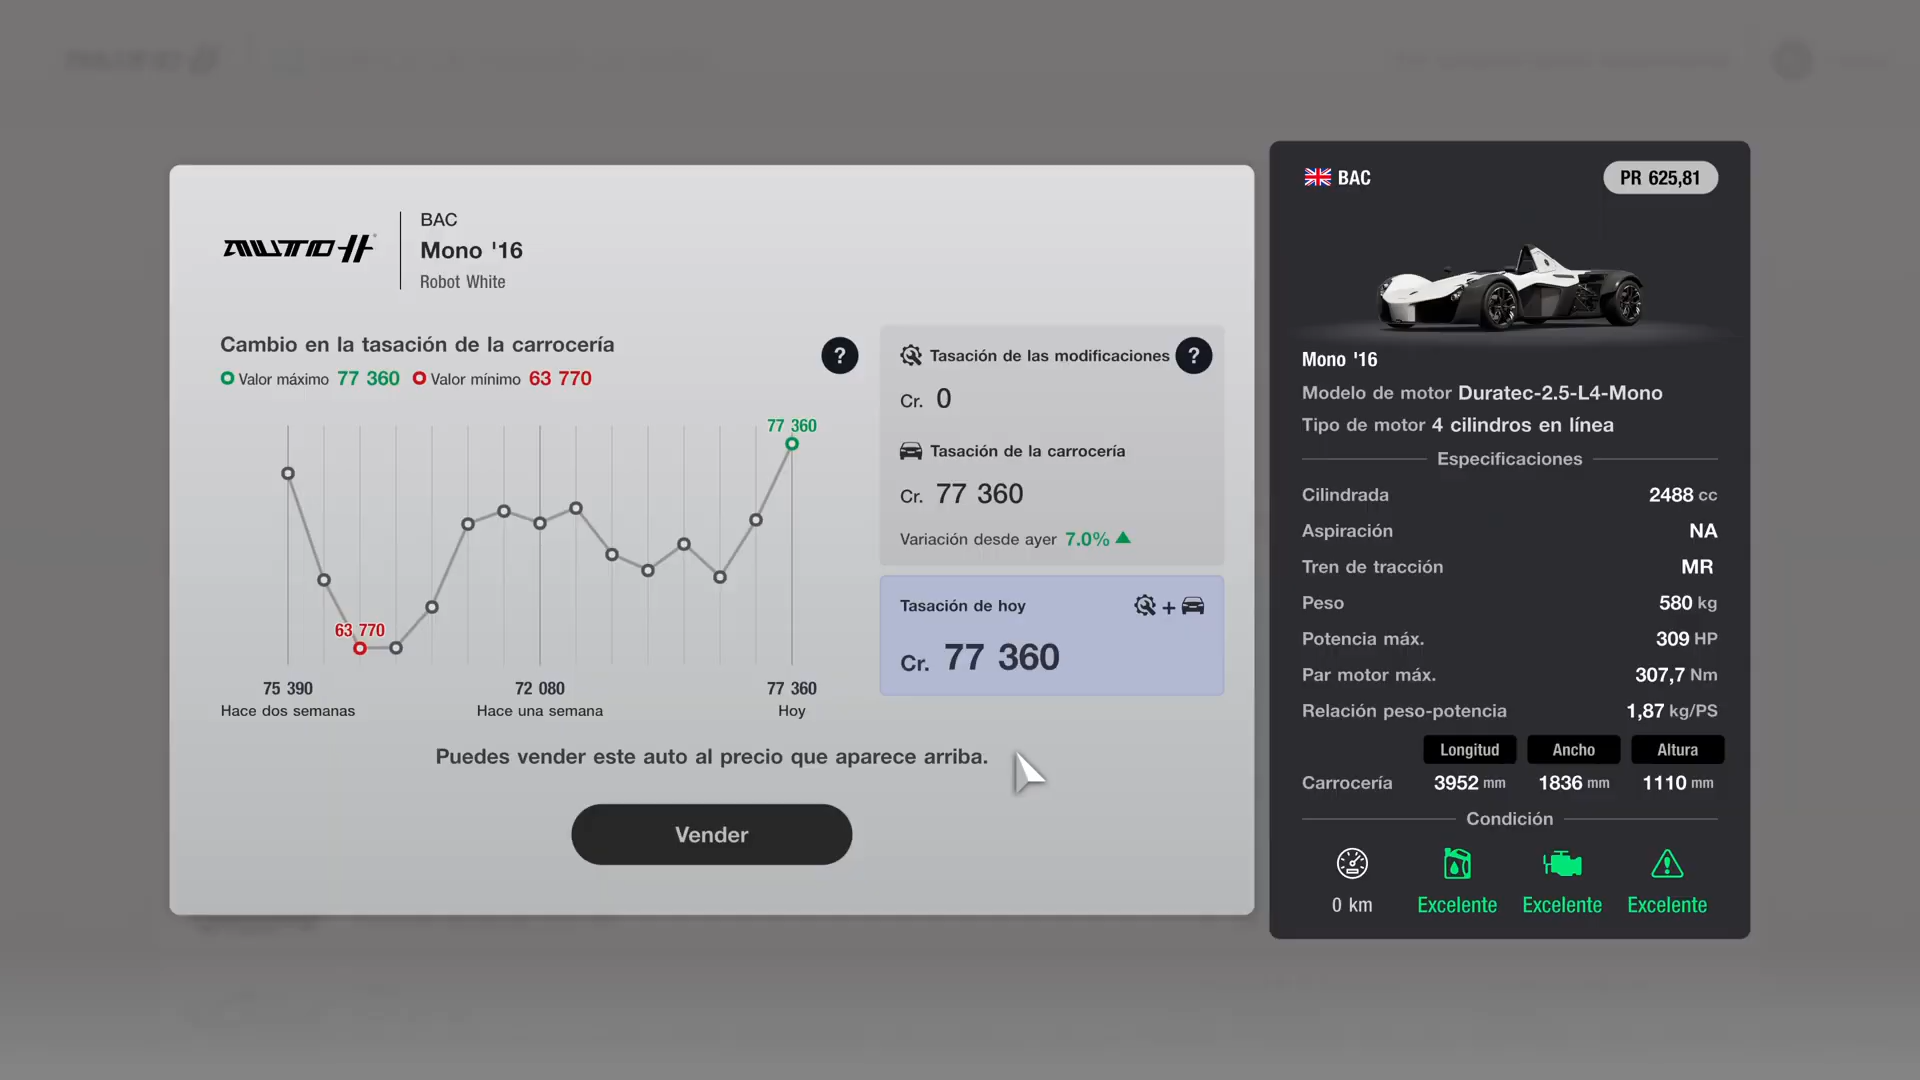 AUTO
BAC
Mono '16
Robot White
Cambio en la tasación de la carrocería
Valor máximo 77 360 Valor mínimo 63 770
?
77 360
63 770
75 390
Hace dos semanas
72 080
Hace una semana
77 360
Hoy
Tasación de las modificaciones ?
Cr. 0
Tasación de la carrocería
Cr. 77 360
Variación desde ayer 7.0%
Tasación de hoy +
Cr. 77 360
Puedes vender este auto al precio que aparece arriba.
Vender
BAC PR 625,81
Mono '16
Modelo de motor Duratec-2.5-L4-Mono
Tipo de motor 4 cilindros en línea
Especificaciones
Cilindrada 2488 cc
Aspiración NA
Tren de tracción MR
Peso 580 kg
Potencia máx. 309 HP
Par motor máx. 307,7 Nm
Relación peso-potencia 1,87 kg/PS
Longitud Ancho Altura
Carrocería 3952 mm 1836 mm 1110 mm
Condición
0 km Excelente Excelente Excelente